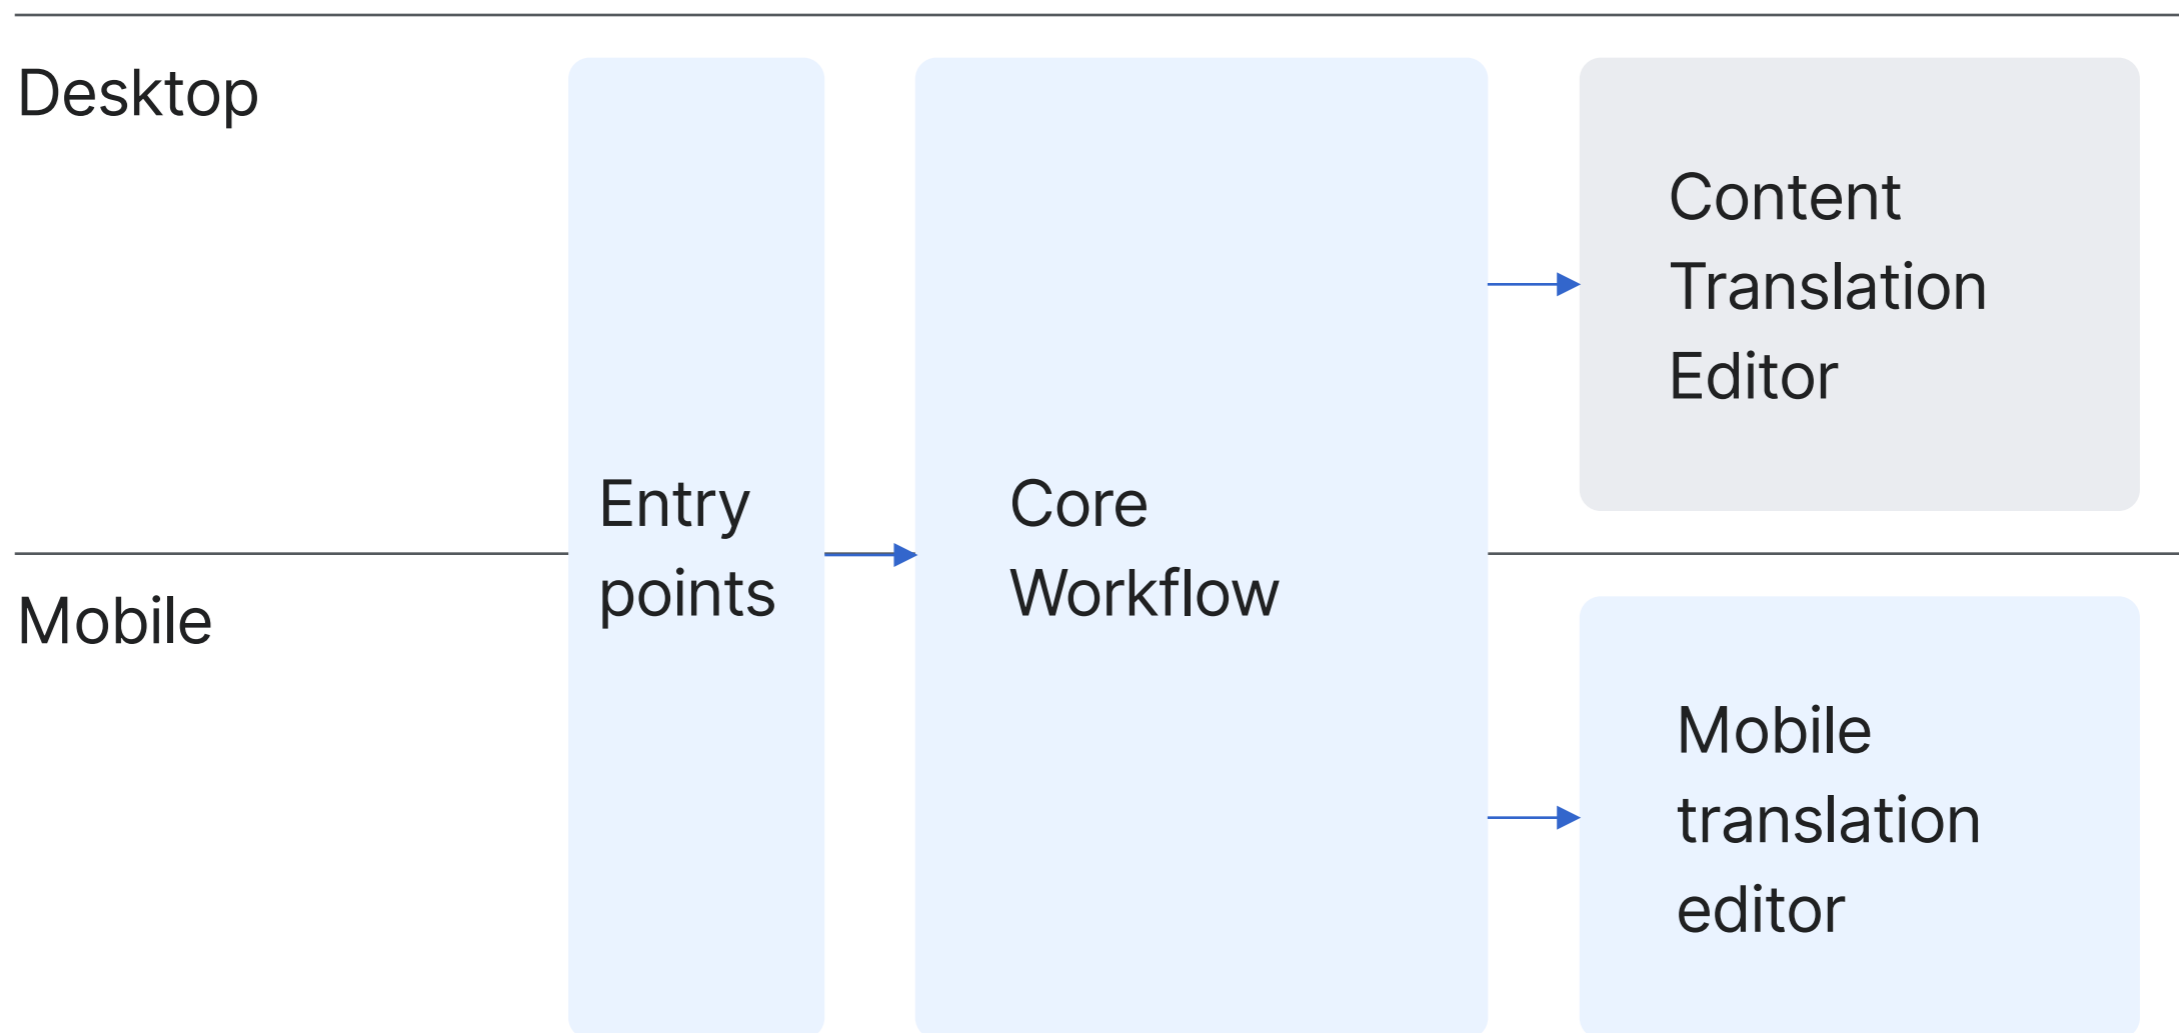 Desktop
Entry
points
Core
Workflow
Content
Translation
Editor
Mobile
Mobile
translation
editor